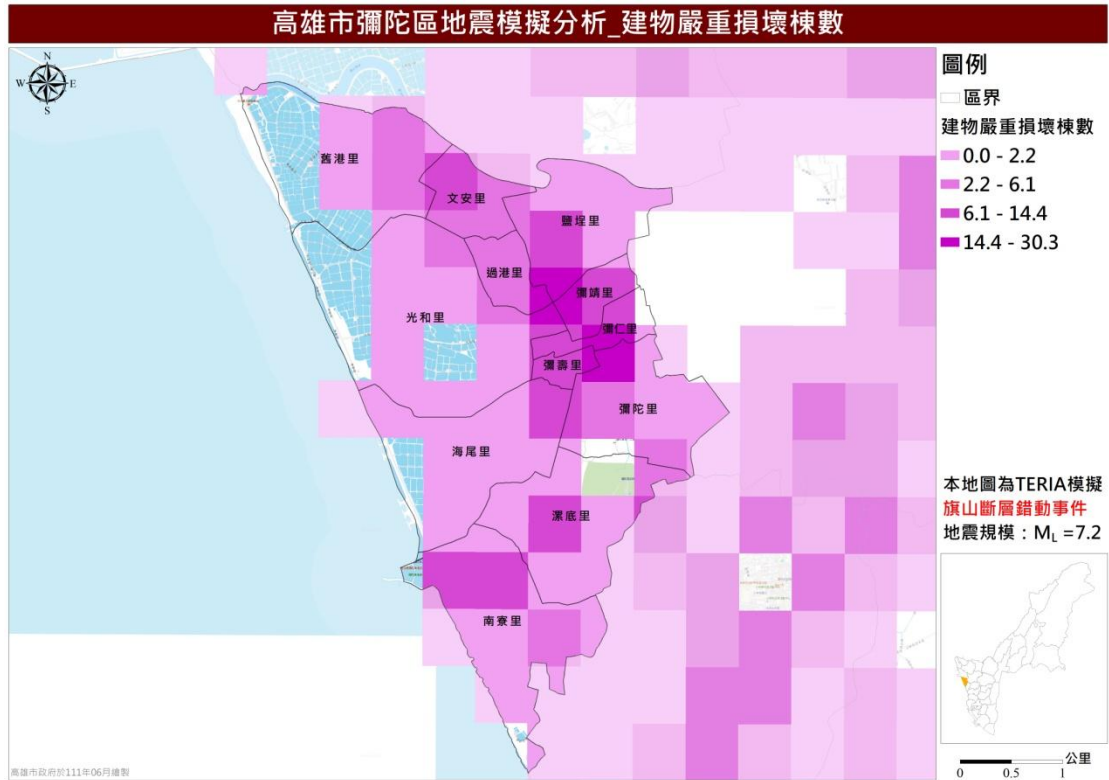 高雄市彌陀區地震模擬分析_建物嚴重損壞棟數
N
W
E
S
圖例
區界
建物嚴重損壞棟數
0.0 - 2.2
2.2 - 6.1
6.1 - 14.4
14.4 - 30.3
舊港里
文安里
鹽埕里
過港里
彌靖里
光和里
彌仁里
彌壽里
彌陀里
海尾里
漯底里
南寮里
本地圖為TERIA模擬
旗山斷層錯動事件
地震規模：ML =7.2
公里
0 0.5 1
高雄市政府於111年06月繪製